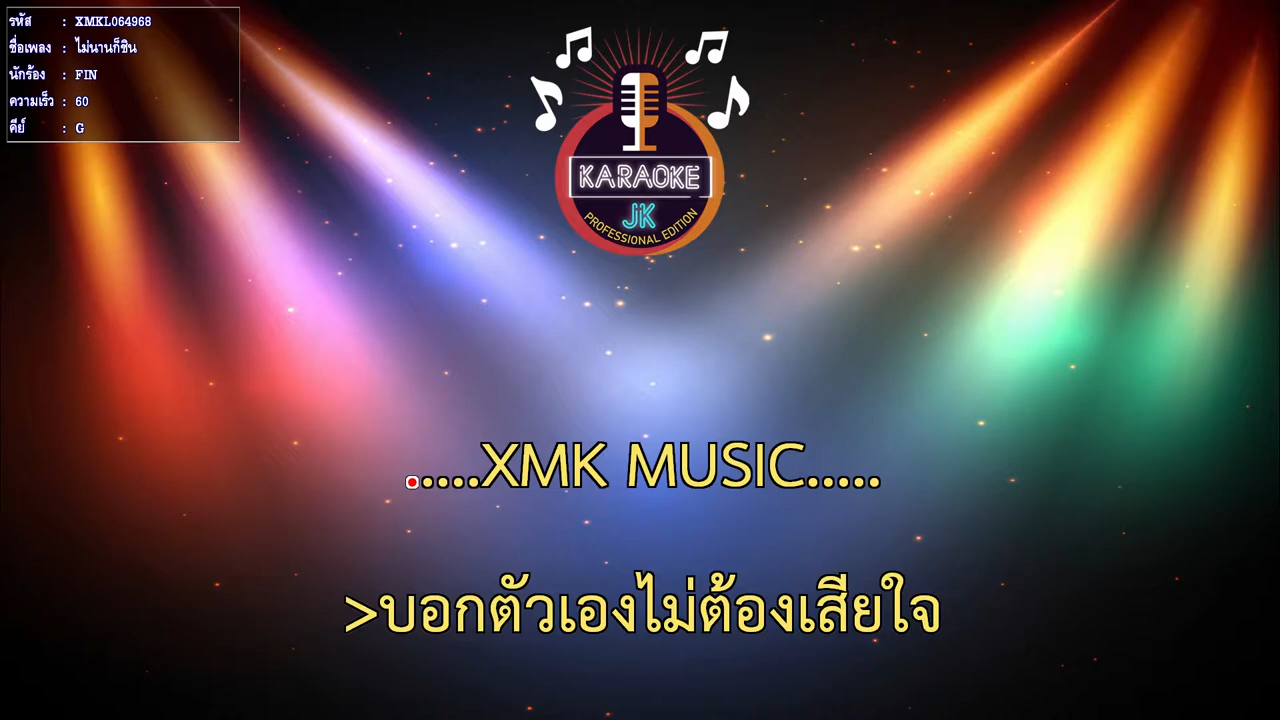 รหัส : XMKL064968
ชื่อเพลง : ไม่นานก็ชิน
นักร้อง : FIN
ความเร็ว : 60
คีย์ : G
KARAOKE
JK
PROFESSIONAL EDITION
.....XMK MUSIC.....
>บอกตัวเองไม่ต้องเสียใจ